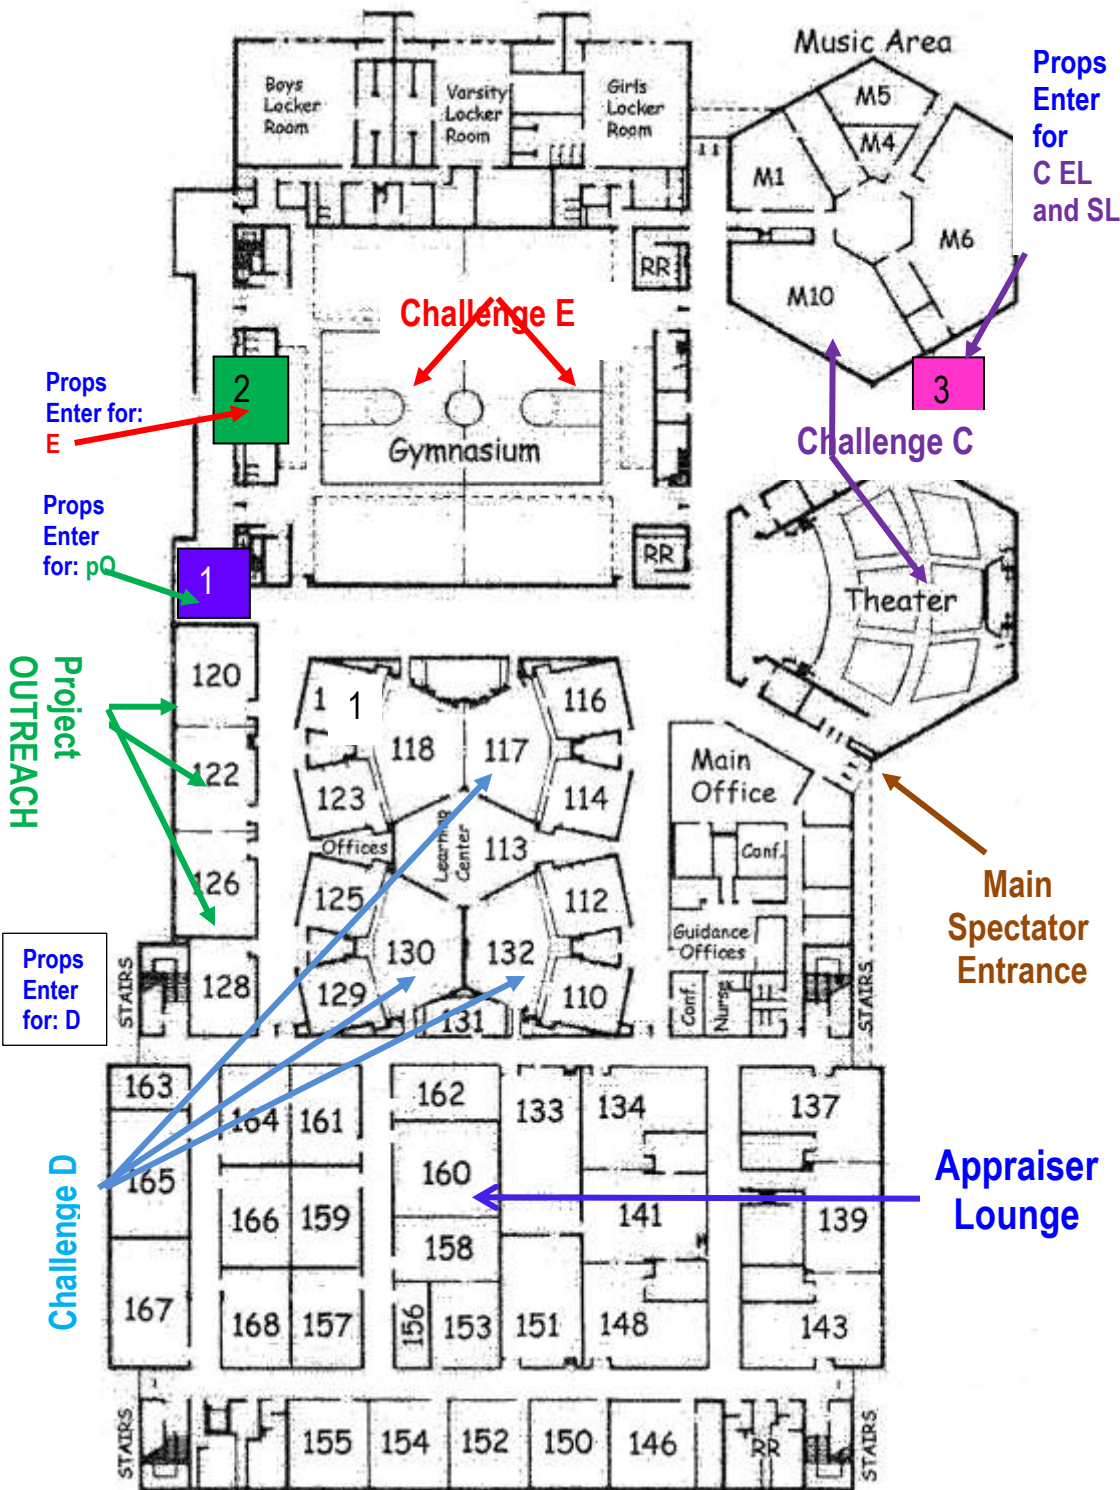 Music Area
Props
Enter
for
C EL
and SL
Boys
Locker
Room
Varsity
Locker
Room
Girls
Locker
Room
M5
M4
M1
M6
M10
RR
Challenge E
2
3
Props
Enter for:
E
Gymnasium
Challenge C
Props
Enter
for: pO
1
RR
Theater
Project
OUTREACH
120
1
1
116
118
117
122
123
114
Main
Office
Offices
Learning
Center
113
Conf.
126
125
112
Main
Spectator
Entrance
130
132
Guidance
Offices
Props
Enter
for: D
STAIRS
128
129
131
110
Conf.
Nurse
STAIRS
163
164
161
162
133
134
137
165
160
Appraiser
Lounge
166
159
141
139
158
Challenge D
167
168
157
156
153
151
148
143
STAIRS
155
154
152
150
146
RR
STAIRS